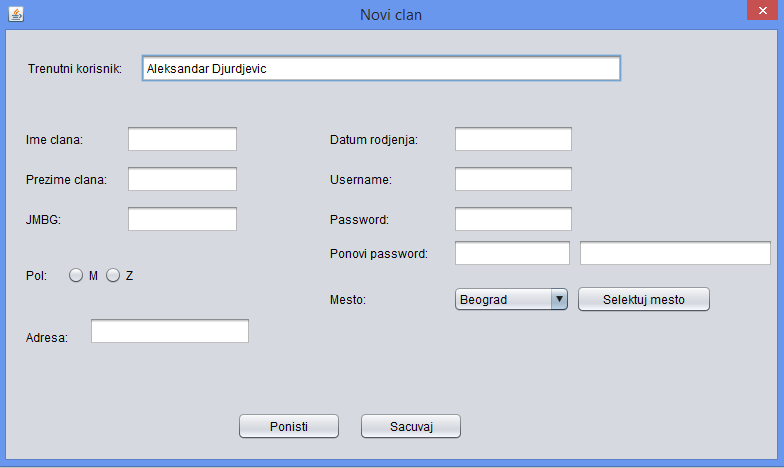 Novi clan
Trenutni korisnik: Aleksandar Djurdjevic
Ime clana:
Datum rodjenja:
Prezime clana:
Username:
JMBG:
Password:
Ponovi password:
Pol: M Z
Mesto: Beograd Selektuj mesto
Adresa:
Ponisti Sacuvaj